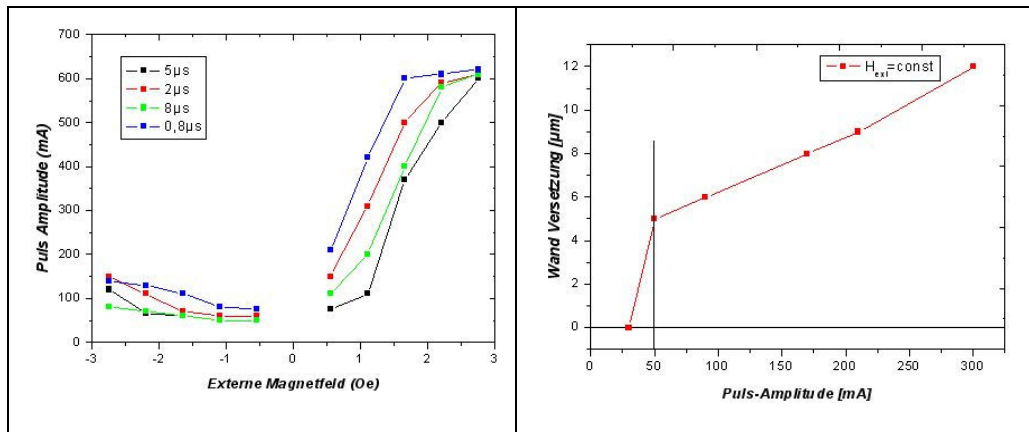 700
600
500
400
300
200
100
0
-3 -2 -1 0 1 2 3
Puls Amplitude (mA)
Externe Magnetfeld (Oe)
5µs
2µs
8µs
0,8µs
12
10
8
6
4
2
0
0 50 100 150 200 250 300
Wand Versetzung [µm]
Puls-Amplitude [mA]
H_ext=const